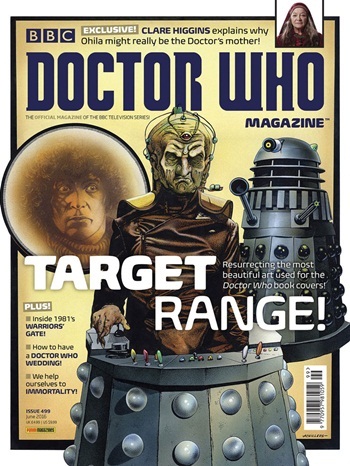 BBC
EXCLUSIVE! CLARE HIGGINS explains why
Ohila might really be the Doctor's mother!
DOCTOR WHO
MAGAZINE™
THE OFFICIAL MAGAZINE OF THE BBC TELEVISION SERIES!
TARGET
RANGE!
Resurrecting the most
beautiful art used for the
Doctor Who book covers!
PLUS!
Inside 1981's
WARRIORS'
GATE!
How to have
a DOCTOR WHO
WEDDING!
We help
ourselves to
IMMORTALITY!
ISSUE 499
June 2016